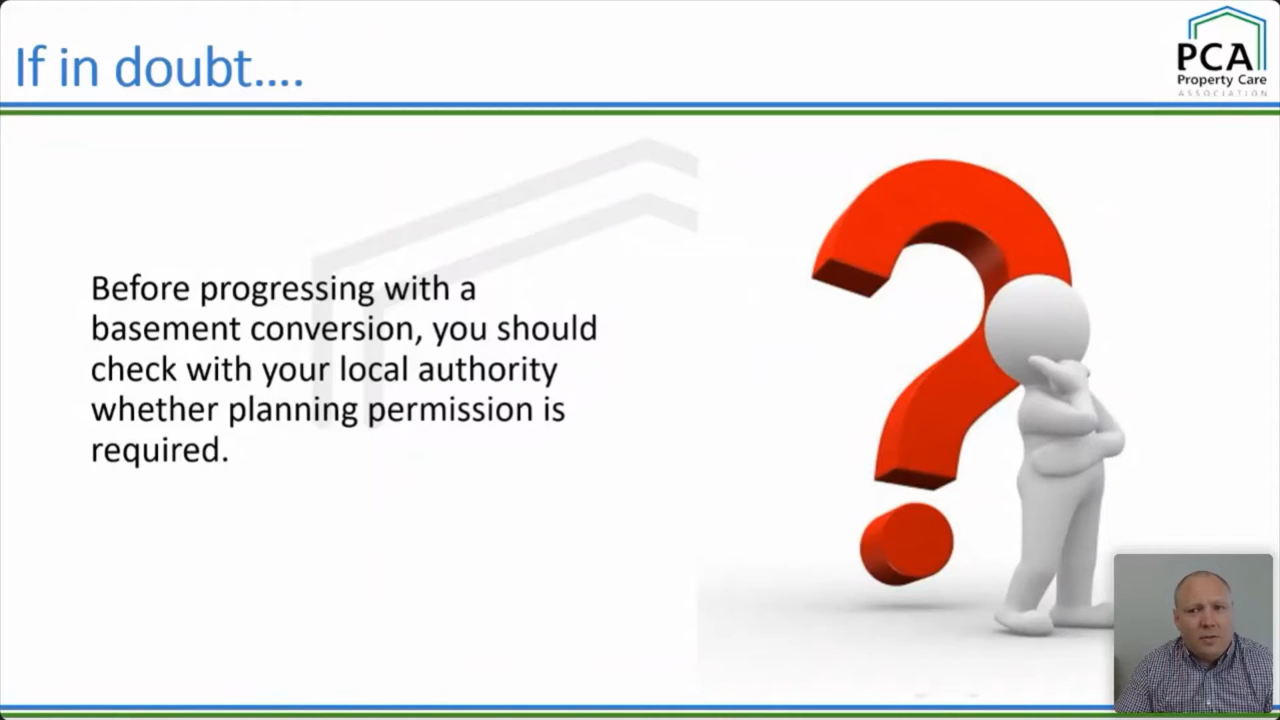 If in doubt....
PCA
Property Care
ASSOCIATION
Before progressing with a
basement conversion, you should
check with your local authority
whether planning permission is
required.